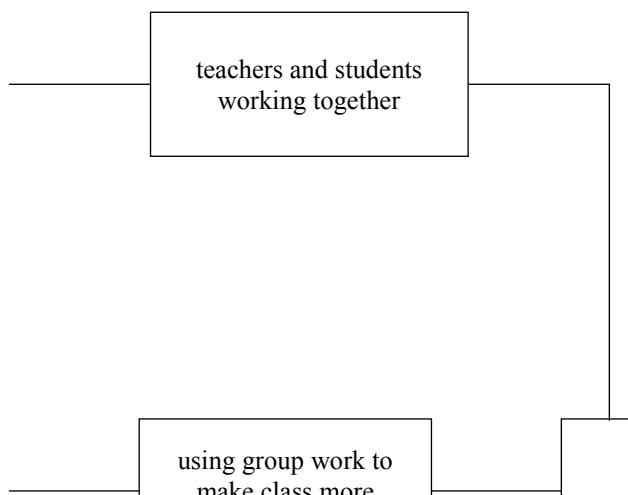 teachers and students
working together
using group work to
make class more